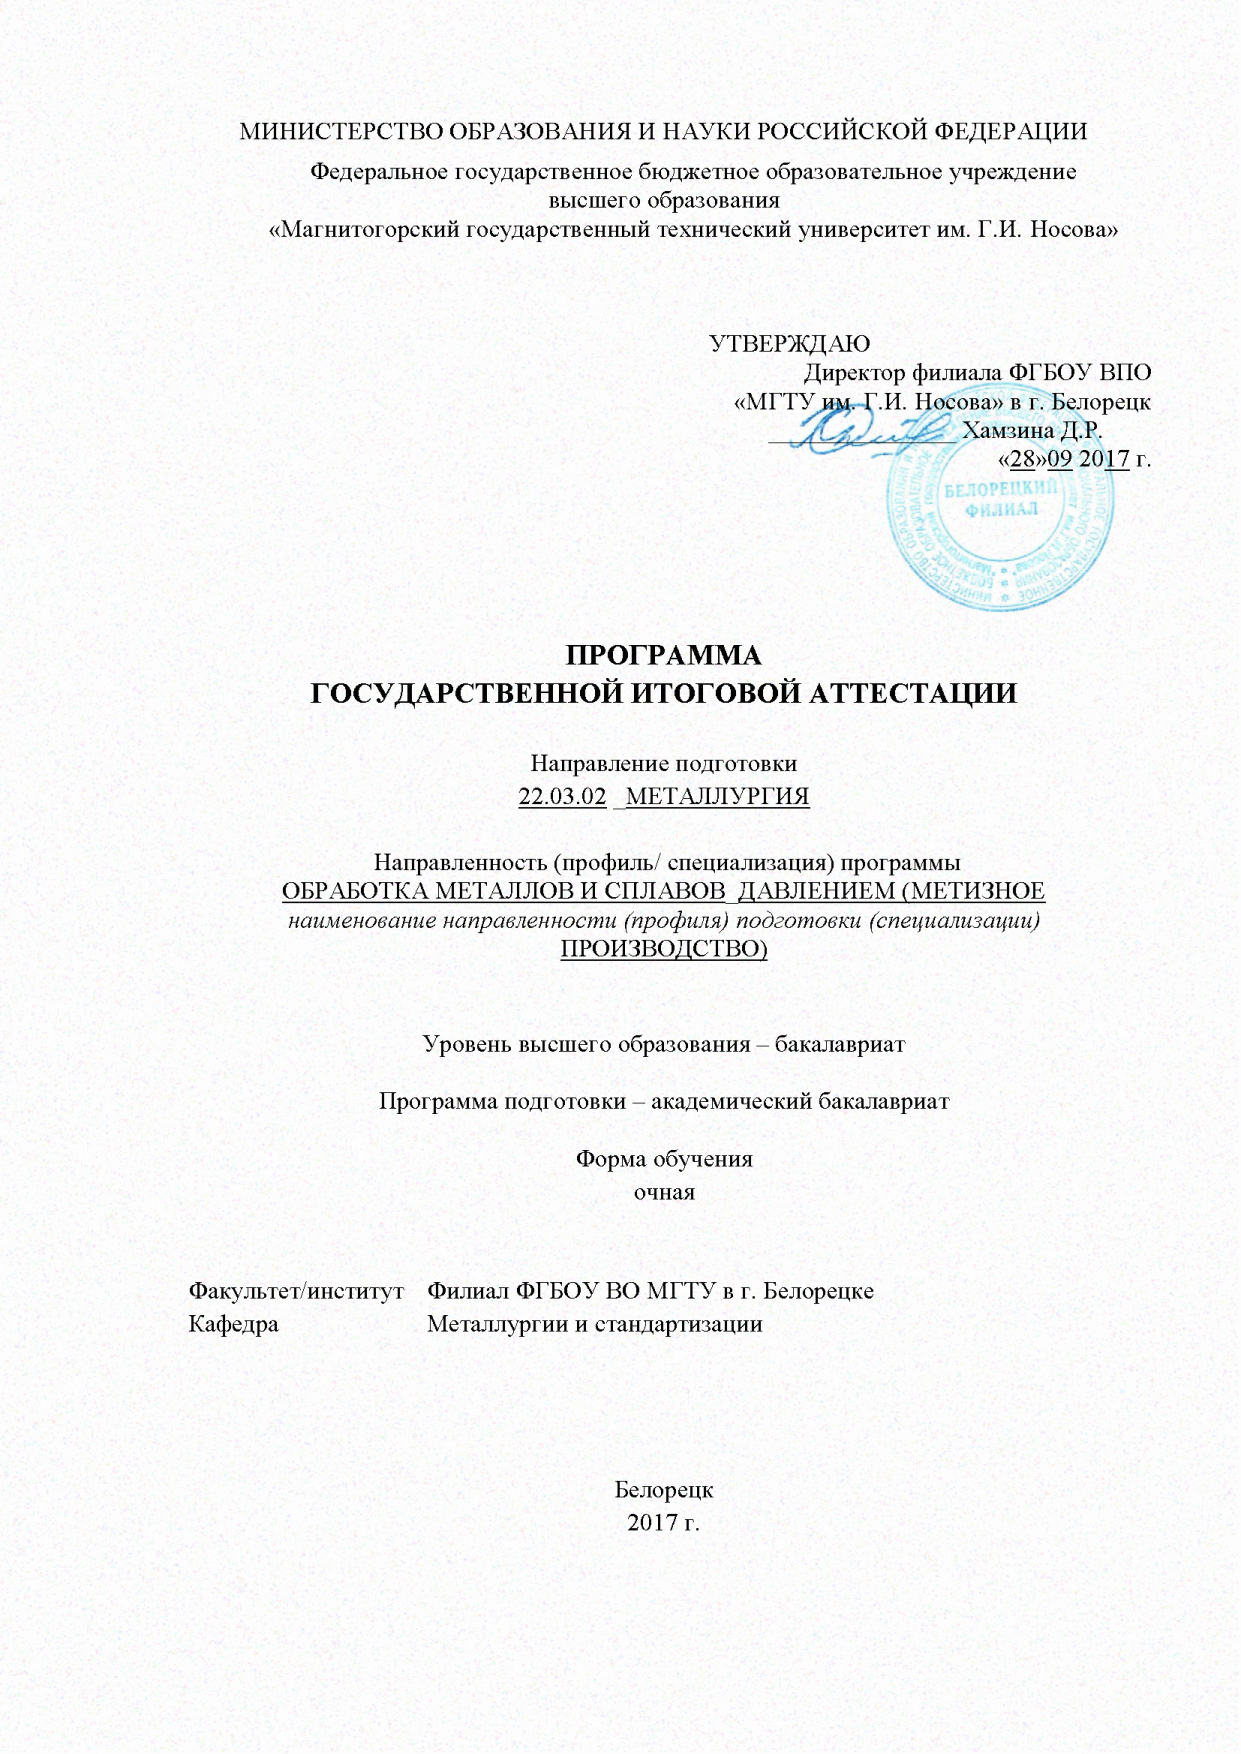 МИНИСТЕРСТВО ОБРАЗОВАНИЯ И НАУКИ РОССИЙСКОЙ ФЕДЕРАЦИИ
Федеральное государственное бюджетное образовательное учреждение
высшего образования
«Магнитогорский государственный технический университет им. Г.И. Носова»
УТВЕРЖДАЮ
Директор филиала ФГБОУ ВПО
«МГТУ им. Г.И. Носова» в г. Белорецк
Хамзина Д.Р.
«28»09 2017 г.
БЕЛОРЕЦКИЙ
ФИЛИАЛ
ПРОГРАММА
ГОСУДАРСТВЕННОЙ ИТОГОВОЙ АТТЕСТАЦИИ
Направление подготовки
22.03.02 _МЕТАЛЛУРГИЯ
Направленность (профиль/ специализация) программы
ОБРАБОТКА МЕТАЛЛОВ И СПЛАВОВ_ДАВЛЕНИЕМ (МЕТИЗНОЕ
наименование направленности (профиля) подготовки (специализации)
ПРОИЗВОДСТВО)
Уровень высшего образования – бакалавриат
Программа подготовки – академический бакалавриат
Форма обучения
очная
Факультет/институт Филиал ФГБОУ ВО МГТУ в г. Белорецке
Кафедра Металлургии и стандартизации
Белорецк
2017 г.